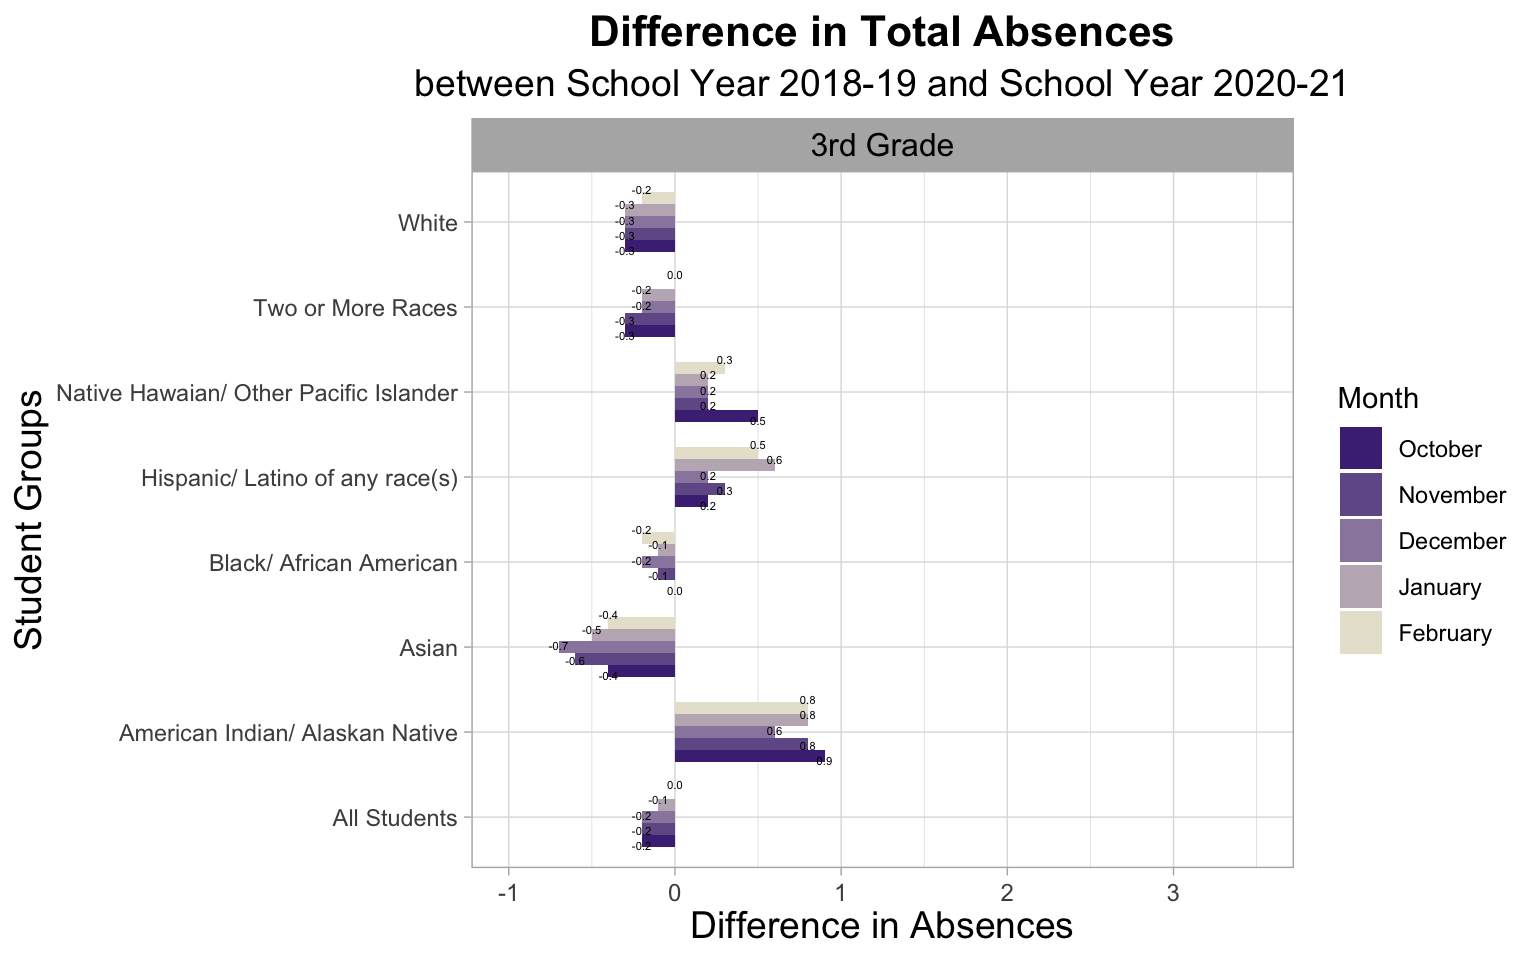 Difference in Total Absences
between School Year 2018-19 and School Year 2020-21
3rd Grade
Student Groups
White
-0.2
-0.3
-0.3
-0.3
-0.3
Two or More Races
0.0
-0.2
-0.2
-0.3
-0.3
Native Hawaian/ Other Pacific Islander
0.3
0.2
0.2
0.2
0.5
Hispanic/ Latino of any race(s)
0.5
0.6
0.2
0.3
0.2
Black/ African American
-0.2
-0.1
-0.2
-0.1
0.0
Asian
-0.4
-0.5
-0.7
-0.6
-0.4
American Indian/ Alaskan Native
0.8
0.8
0.6
0.8
0.9
All Students
0.0
-0.1
-0.2
-0.2
-0.2
-1 0 1 2 3
Difference in Absences
Month
October
November
December
January
February